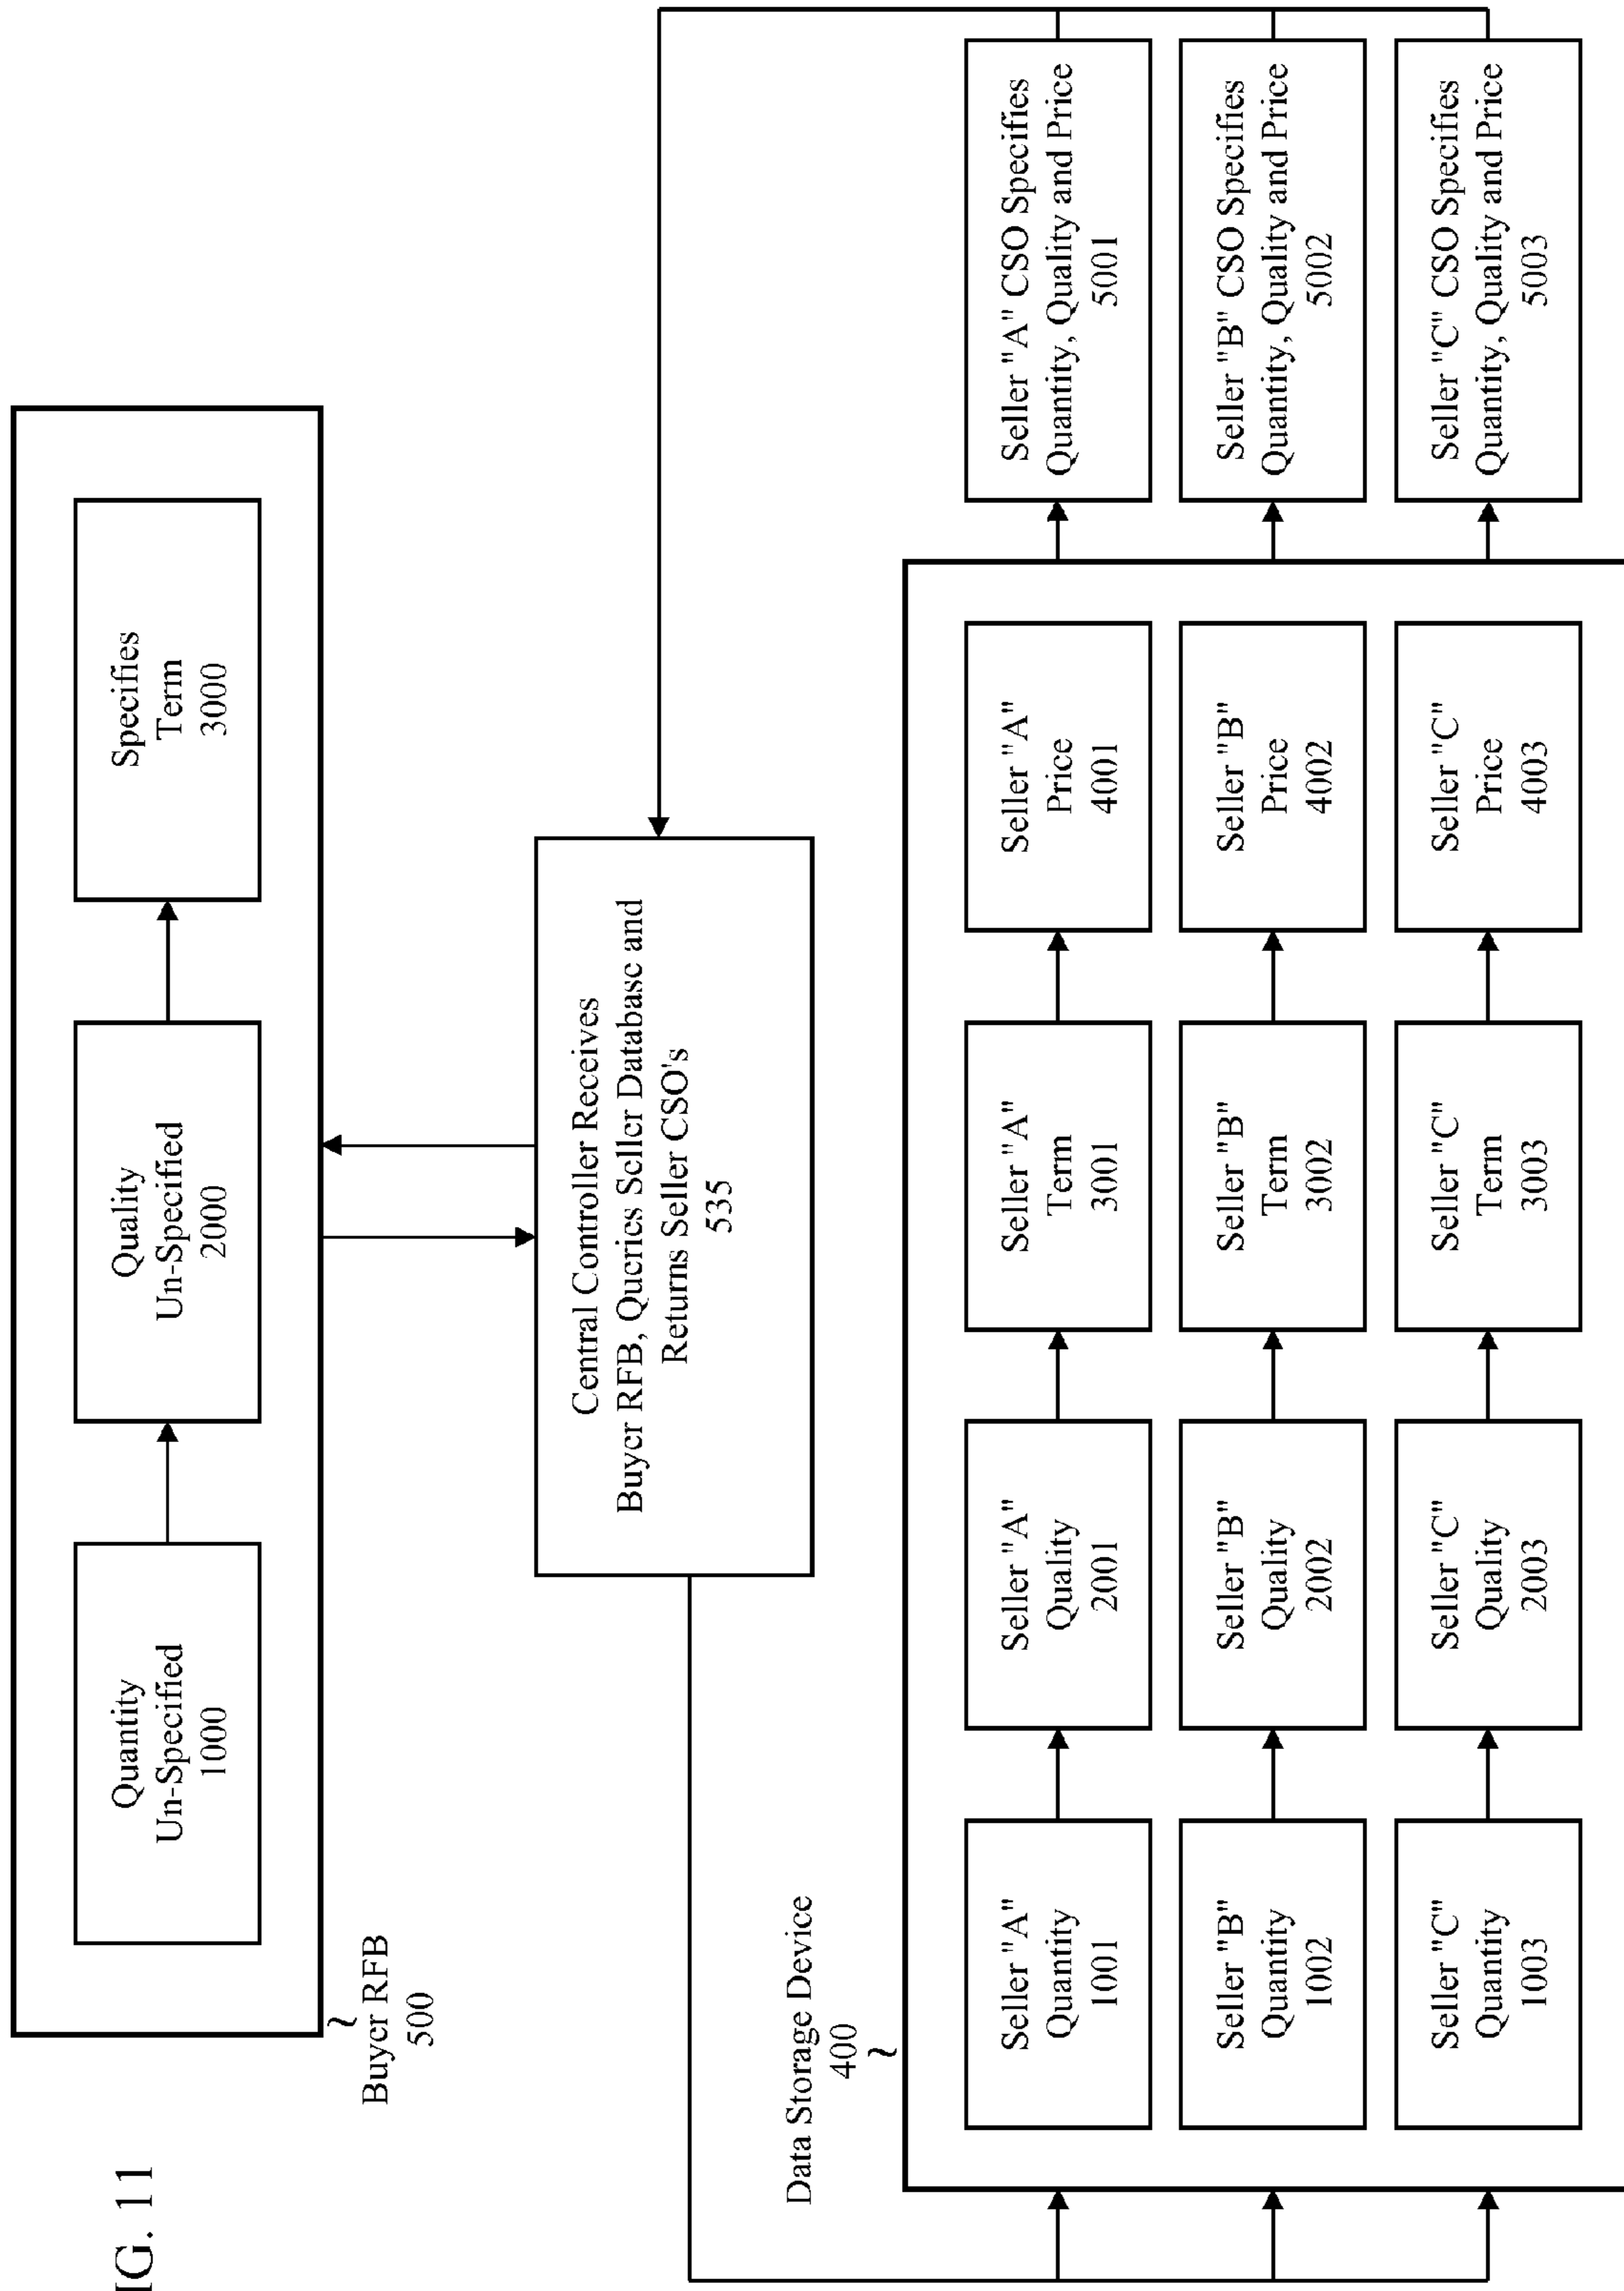 IG. 11
Quantity
Un-Specified
1000
Quality
Un-Specified
2000
Specifies
Term
3000
Buyer RFB
500
Central Controller Receives
Buyer RFB, Queries Seller Database and
Returns Seller CSO's
535
Data Storage Device
400
Seller "A"
Quantity
1001
Seller "A"
Quality
2001
Seller "A"
Term
3001
Seller "A"
Price
4001
Seller "A" CSO Specifies
Quantity, Quality and Price
5001
Seller "B"
Quantity
1002
Seller "B"
Quality
2002
Seller "B"
Term
3002
Seller "B"
Price
4002
Seller "B" CSO Specifies
Quantity, Quality and Price
5002
Seller "C"
Quantity
1003
Seller "C"
Quality
2003
Seller "C"
Term
3003
Seller "C"
Price
4003
Seller "C" CSO Specifies
Quantity, Quality and Price
5003